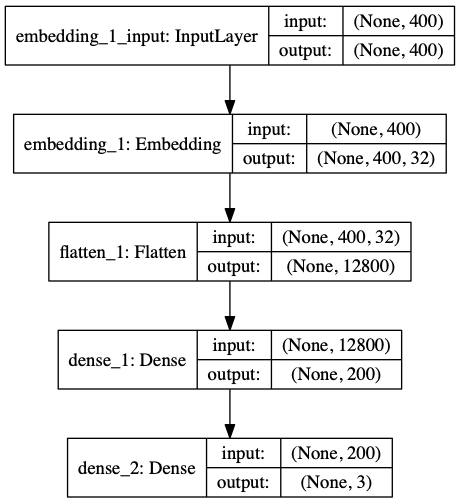 embedding_1_input: InputLayer
input: (None, 400)
output: (None, 400)
embedding_1: Embedding
input: (None, 400)
output: (None, 400, 32)
flatten_1: Flatten
input: (None, 400, 32)
output: (None, 12800)
dense_1: Dense
input: (None, 12800)
output: (None, 200)
dense_2: Dense
input: (None, 200)
output: (None, 3)